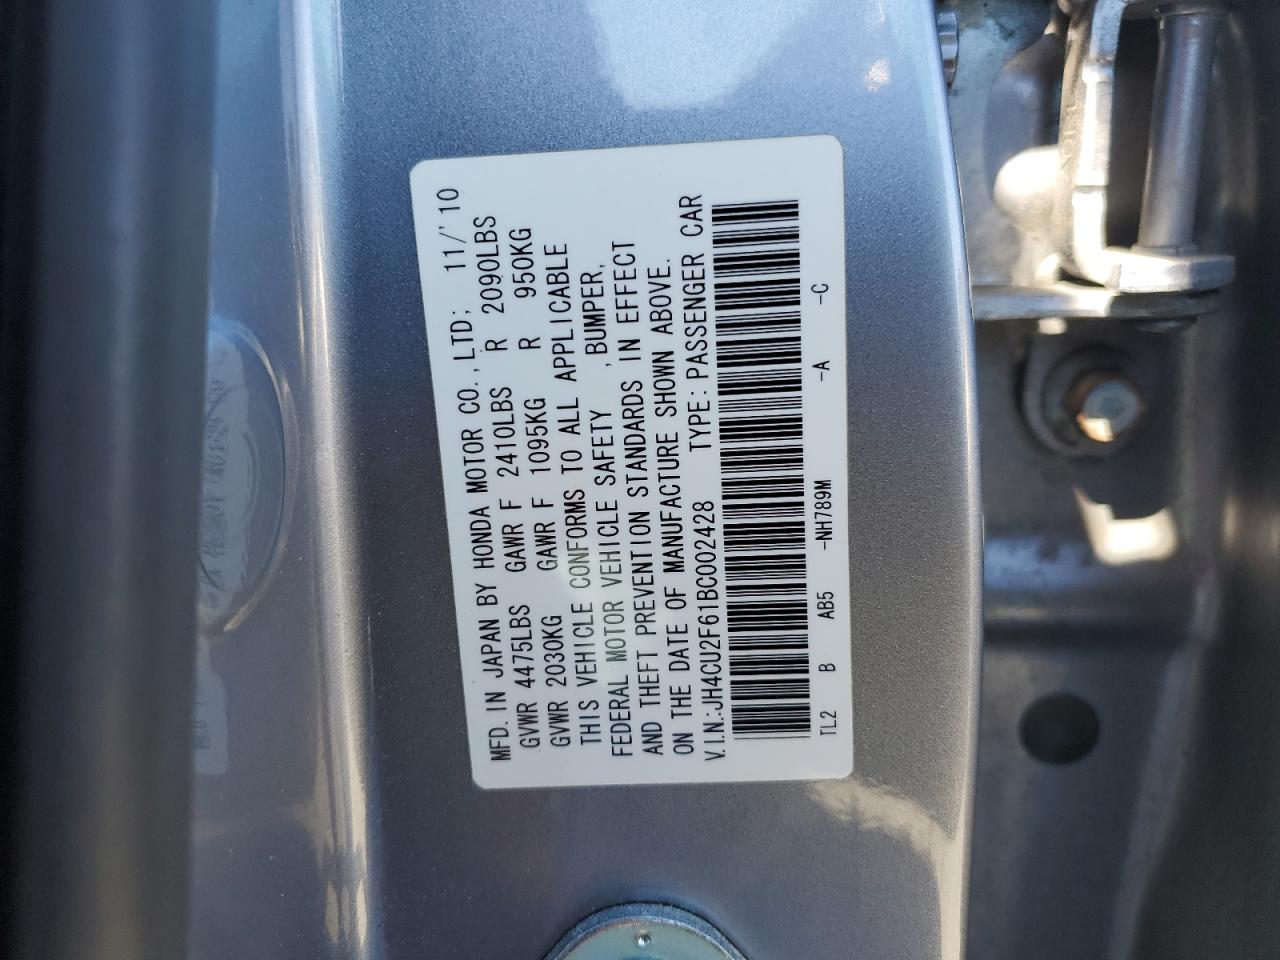 MFD. IN JAPAN BY HONDA MOTOR CO., LTD; 11/'10
GVWR 4475LBS GAWR F 2410LBS R 2090LBS
GVWR 2030KG GAWR F 1095KG R 950KG
THIS VEHICLE CONFORMS TO ALL APPLICABLE
FEDERAL MOTOR VEHICLE SAFETY , BUMPER,
AND THEFT PREVENTION STANDARDS IN EFFECT
ON THE DATE OF MANUFACTURE SHOWN ABOVE.
V.I.N.:JH4CU2F61BC002428 TYPE: PASSENGER CAR
TL2 B AB5 -NH789M -A -C